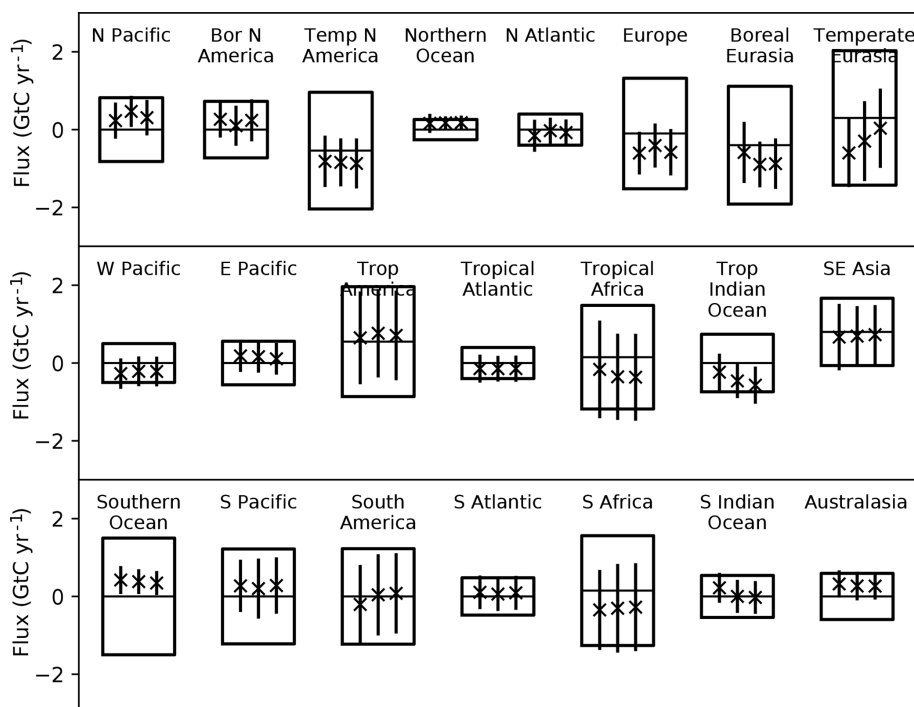 Flux (GtC yr-1)
2
0
−2
N Pacific
Bor N
America
Temp N
America
Northern
Ocean
N Atlantic
Europe
Boreal
Eurasia
Temperate
Eurasia
Flux (GtC yr-1)
2
0
−2
W Pacific
E Pacific
Trop
America
Tropical
Atlantic
Tropical
Africa
Trop
Indian
Ocean
SE Asia
Flux (GtC yr-1)
2
0
−2
Southern
Ocean
S Pacific
South
America
S Atlantic
S Africa
S Indian
Ocean
Australasia